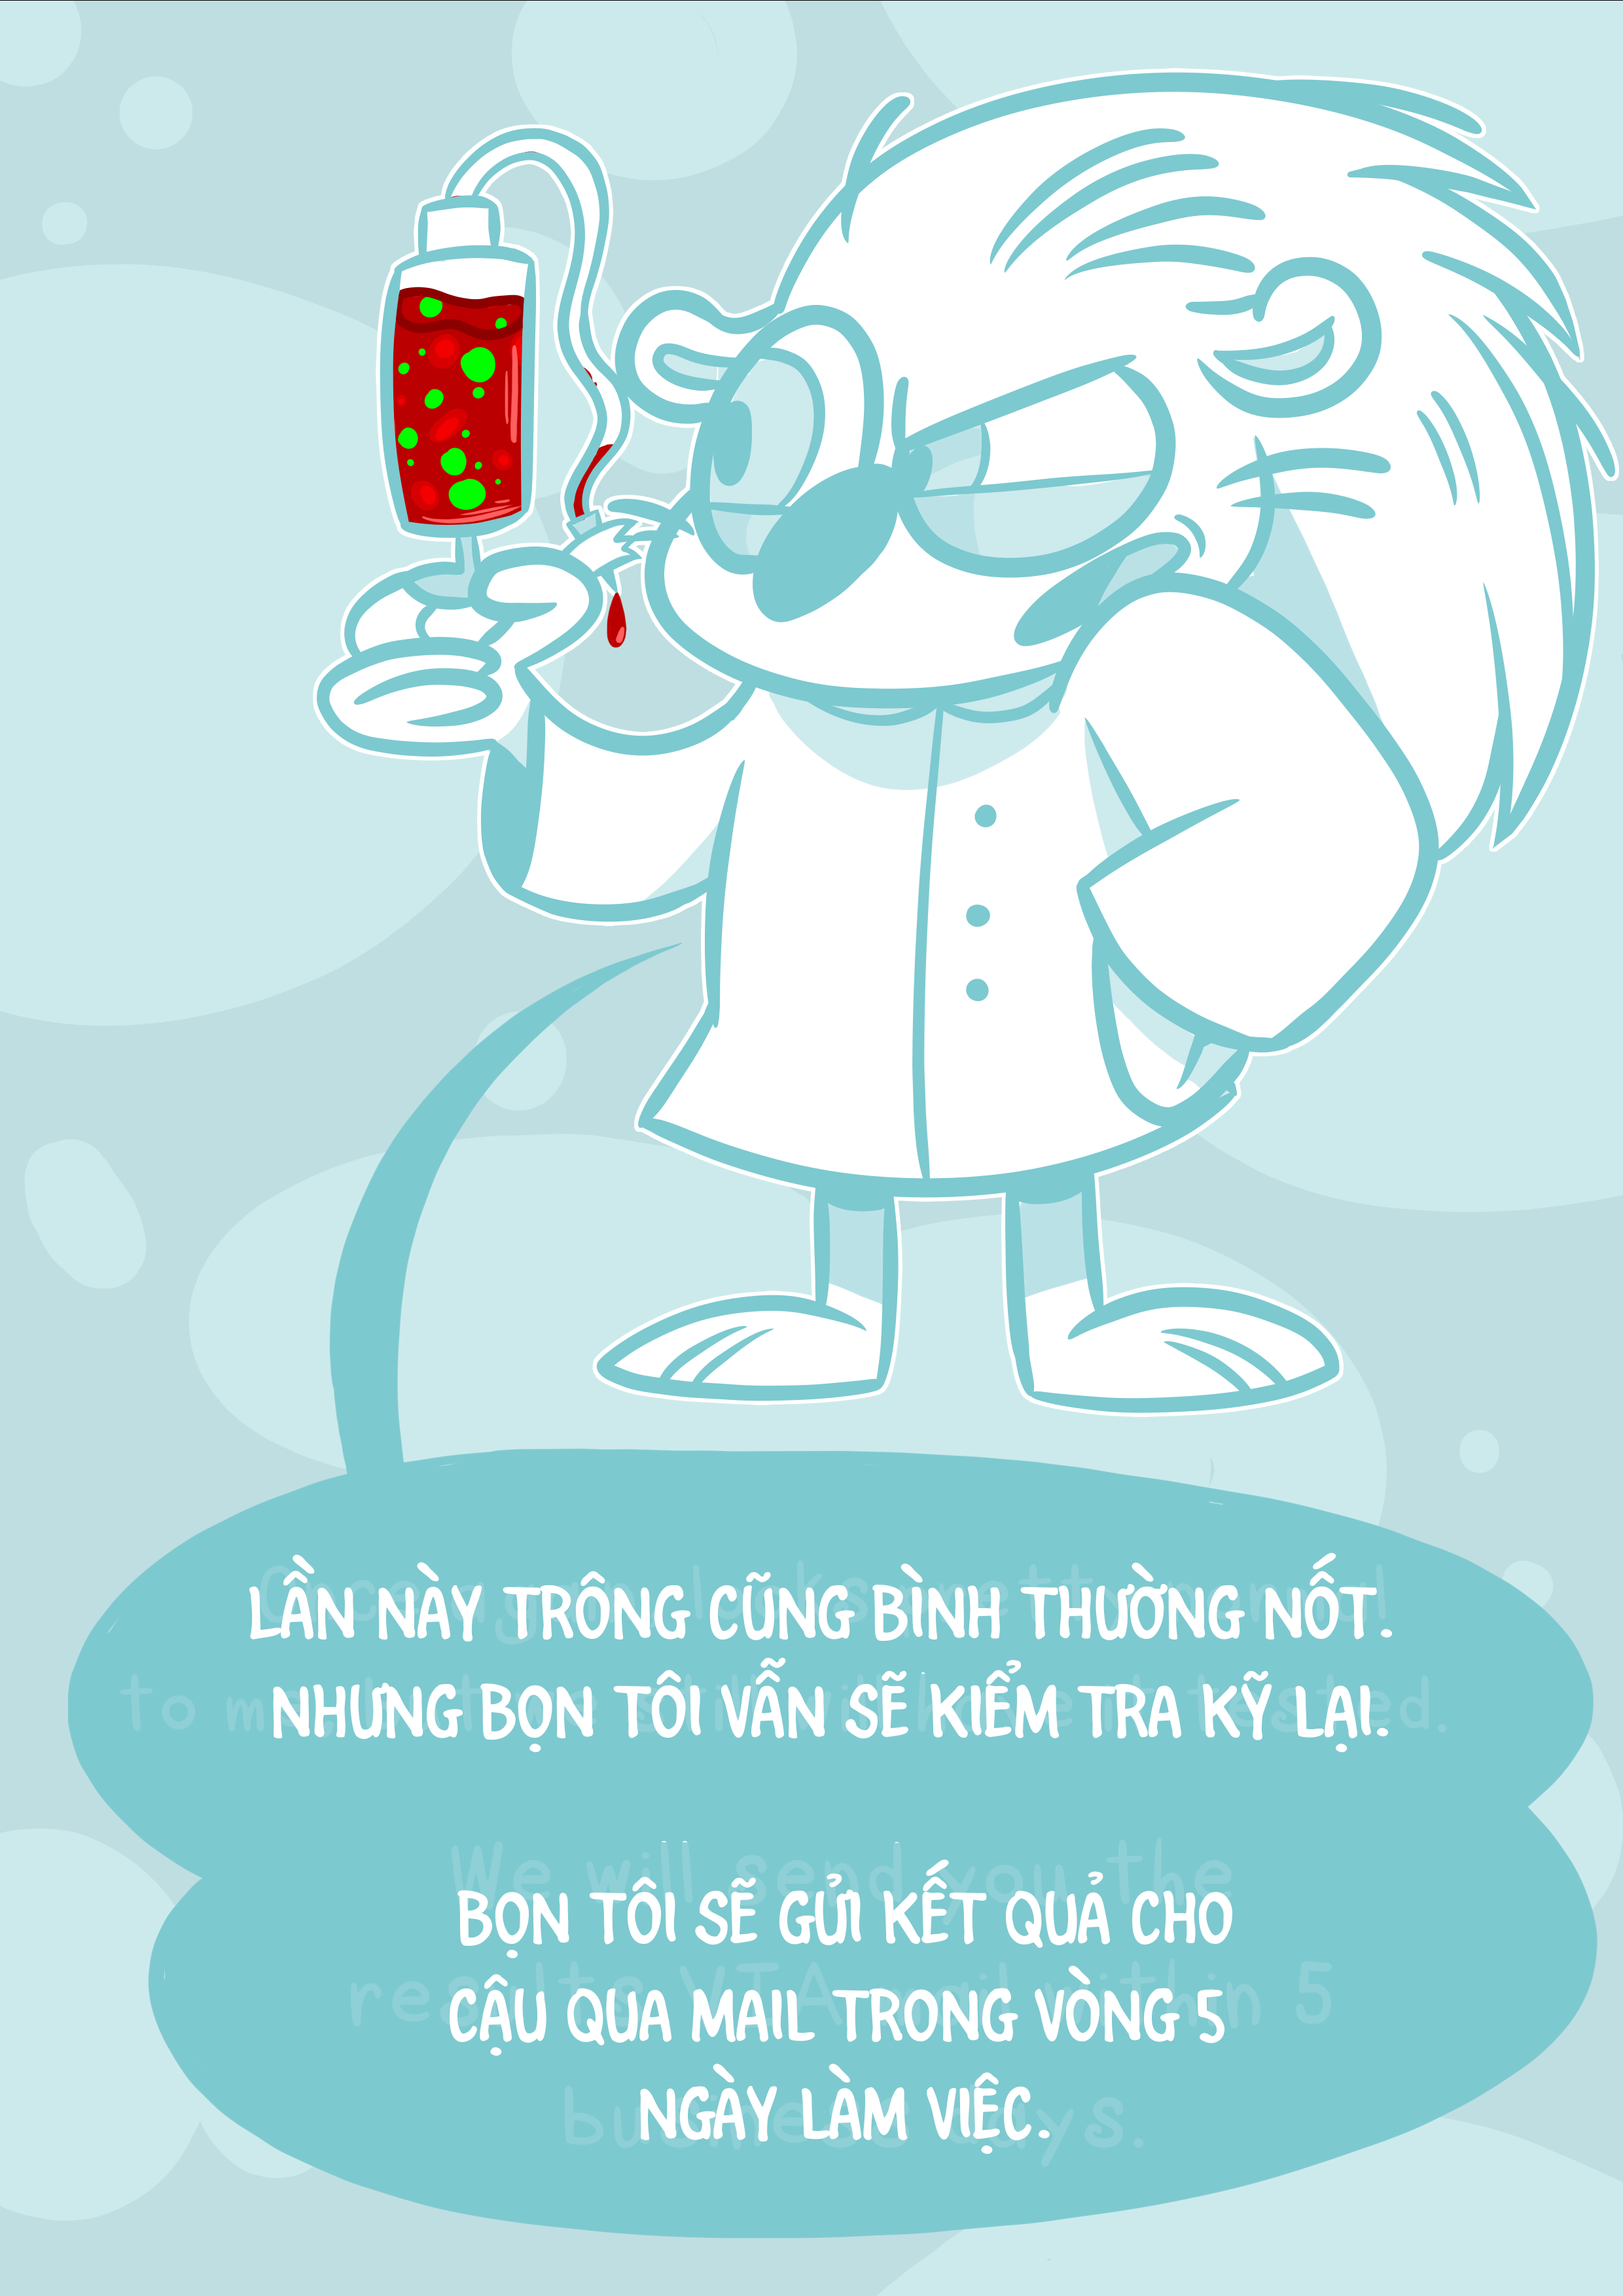 LẦN NÀY TRÔNG CŨNG BÌNH THƯỜNG NỐT.
NHƯNG BỌN TÔI VẪN SẼ KIỂM TRA KỸ LẠI.
BỌN TÔI SẼ GỬI KẾT QUẢ CHO
CẬU QUA MAIL TRONG VÒNG 5
NGÀY LÀM VIỆC.